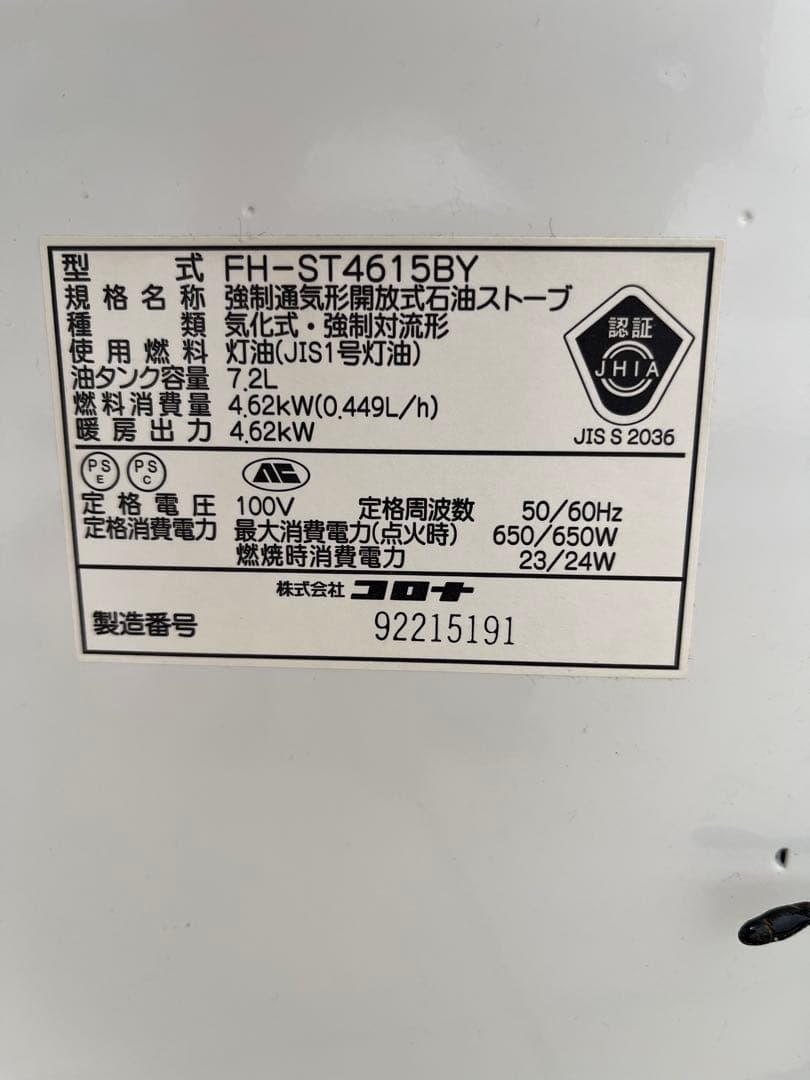 型式 FH-ST4615BY
規格名称 強制通気形開放式石油ストーブ
種類 気化式・強制対流形
使用燃料 灯油(JIS1号灯油)
油タンク容量 7.2L
燃料消費量 4.62kW(0.449L/h)
暖房出力 4.62kW
認証
JHIA
JIS S 2036
PS E PS C
定格電圧 100V 定格周波数 50/60Hz
定格消費電力 最大消費電力(点火時) 650/650W
燃焼時消費電力 23/24W
株式会社 コロナ
製造番号 92215191